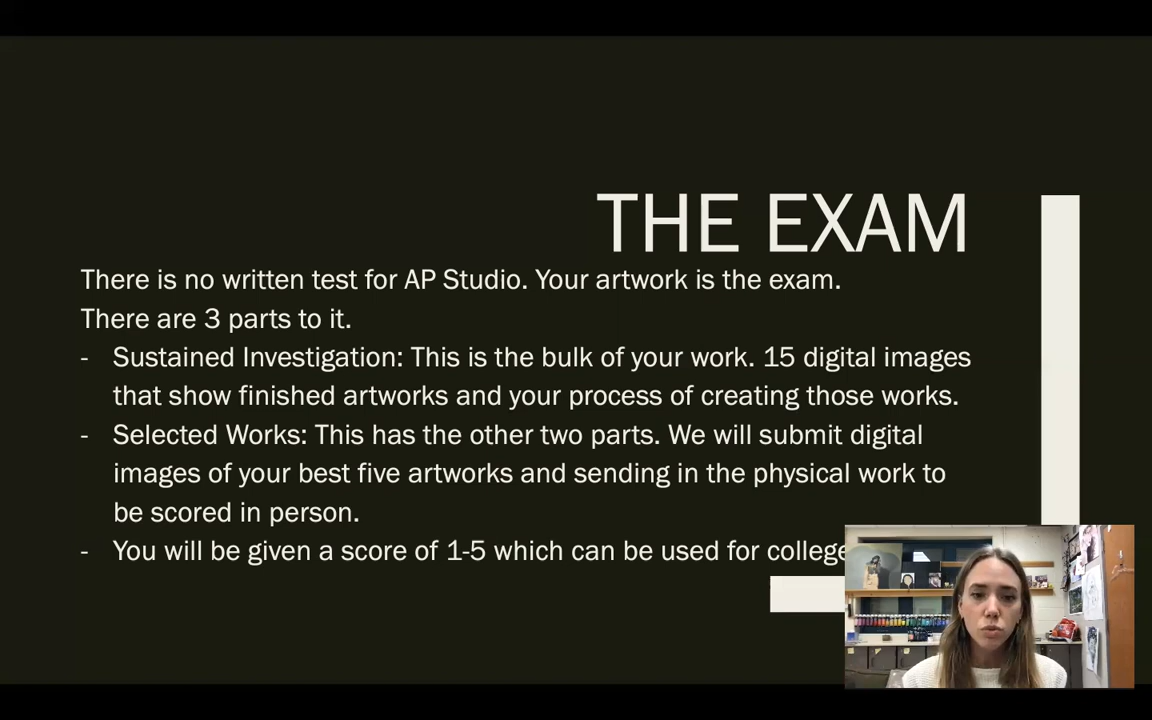 THE EXAM
There is no written test for AP Studio. Your artwork is the exam.
There are 3 parts to it.
- Sustained Investigation: This is the bulk of your work. 15 digital images
that show finished artworks and your process of creating those works.
- Selected Works: This has the other two parts. We will submit digital
images of your best five artworks and sending in the physical work to
be scored in person.
- You will be given a score of 1-5 which can be used for college